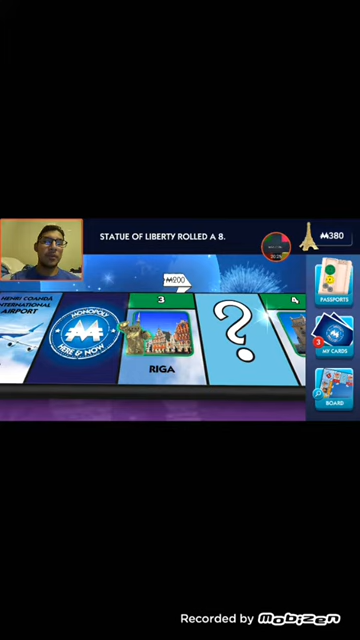 STATUE OF LIBERTY ROLLED A 8.
₩380
₩200
PASSPORTS
3
MY CARDS
BOARD
HENRI COANDĂ
INTERNATIONAL
AIRPORT
MONOPOLY
HERE & NOW
3
RIGA
?
4
Recorded by Mobizen